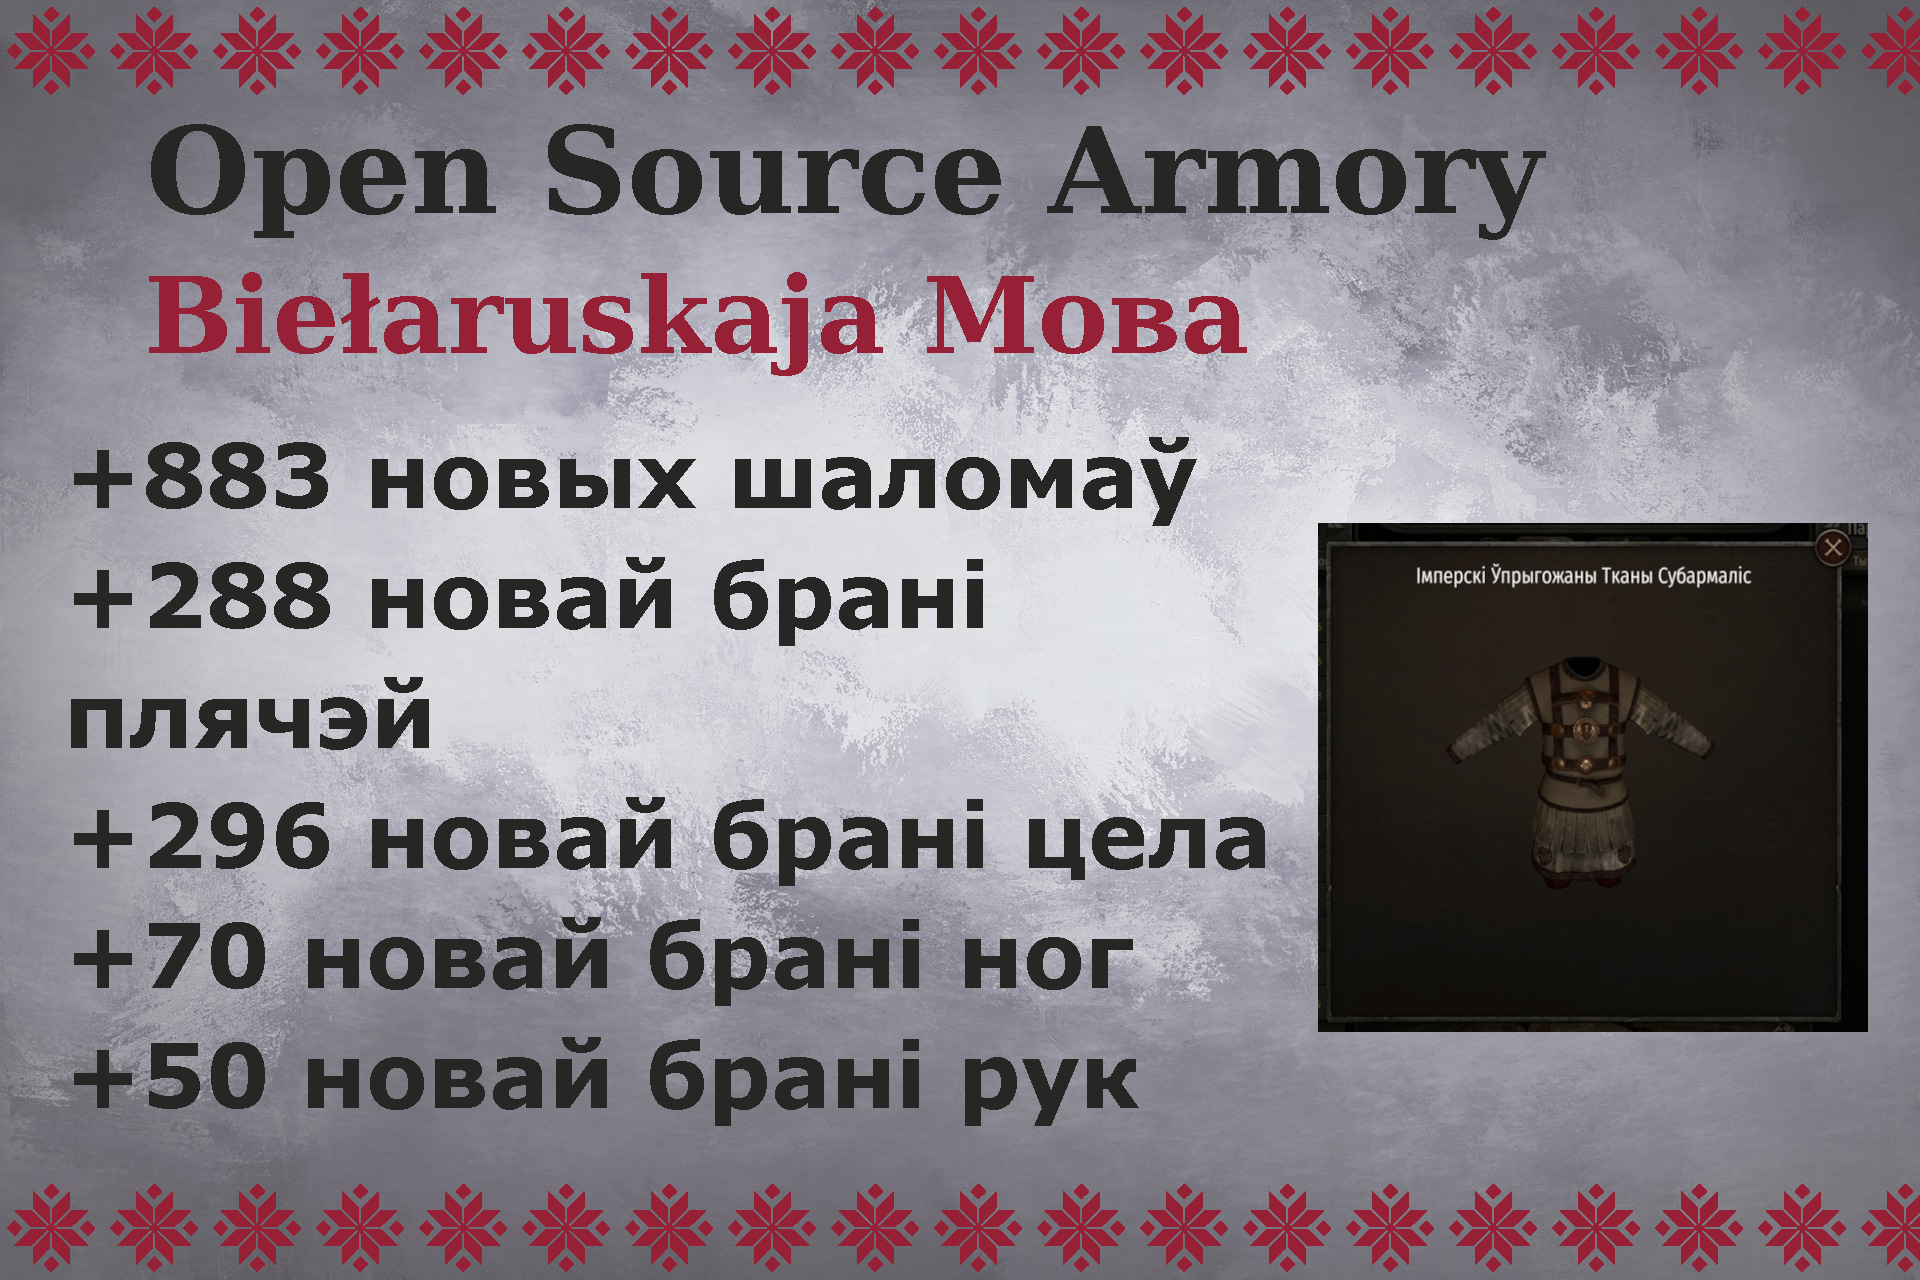 Open Source Armory
Biełaruskaja Мова
+883 новых шаломаў
+288 новай брані
плячэй
+296 новай брані цела
+70 новай брані ног
+50 новай брані рук
Імперскі Ўпрыгожаны Тканы Субармаліс